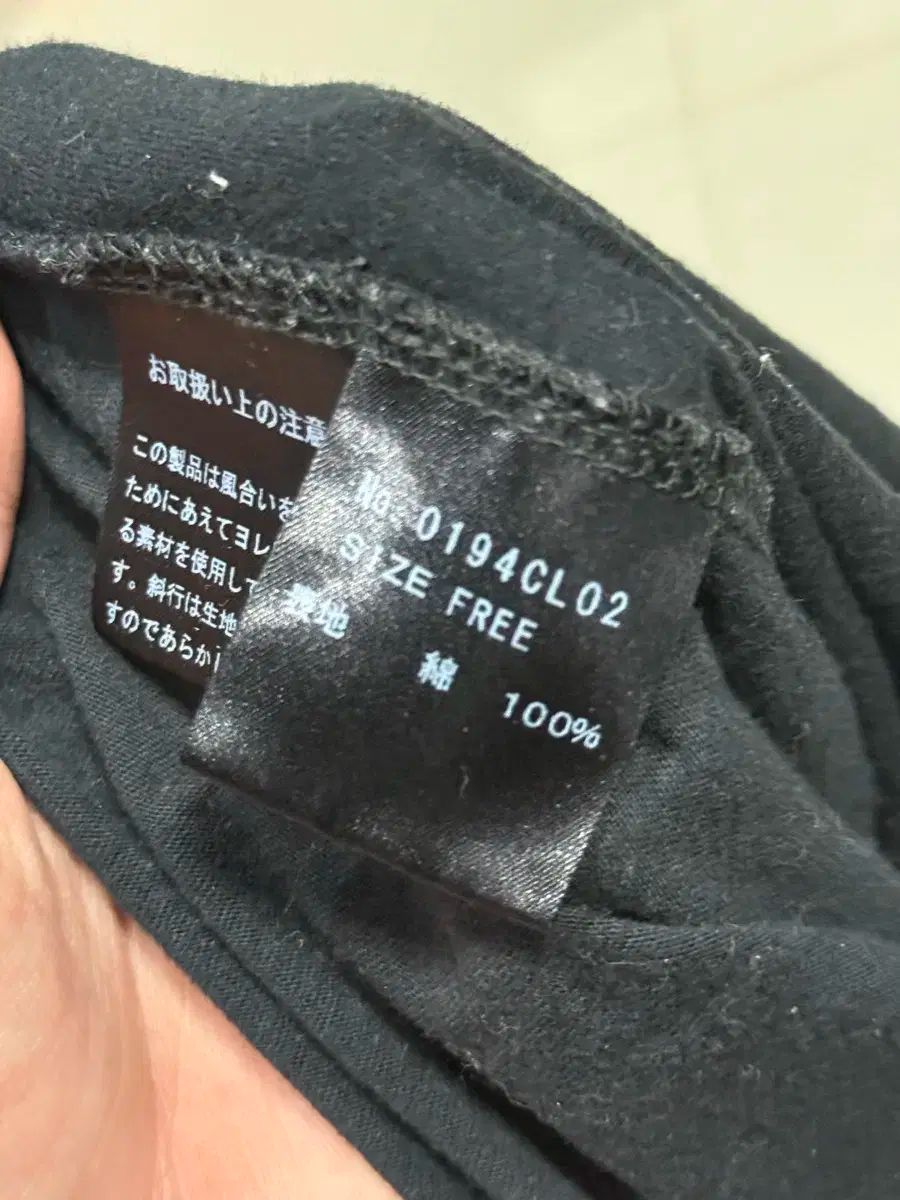 お取扱い上の注意
この製品は風合いを
ためにあえてヨレ
る素材を使用して
す。斜行は生地
すのであらか
NO 0194CL02
SIZE FREE
表地
綿 100%